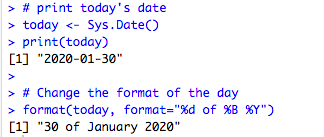 > # print today's date
> today <- Sys.Date()
> print(today)
[1] "2020-01-30"
>
> # Change the format of the day
> format(today, format="%d of %B %Y")
[1] "30 of January 2020"